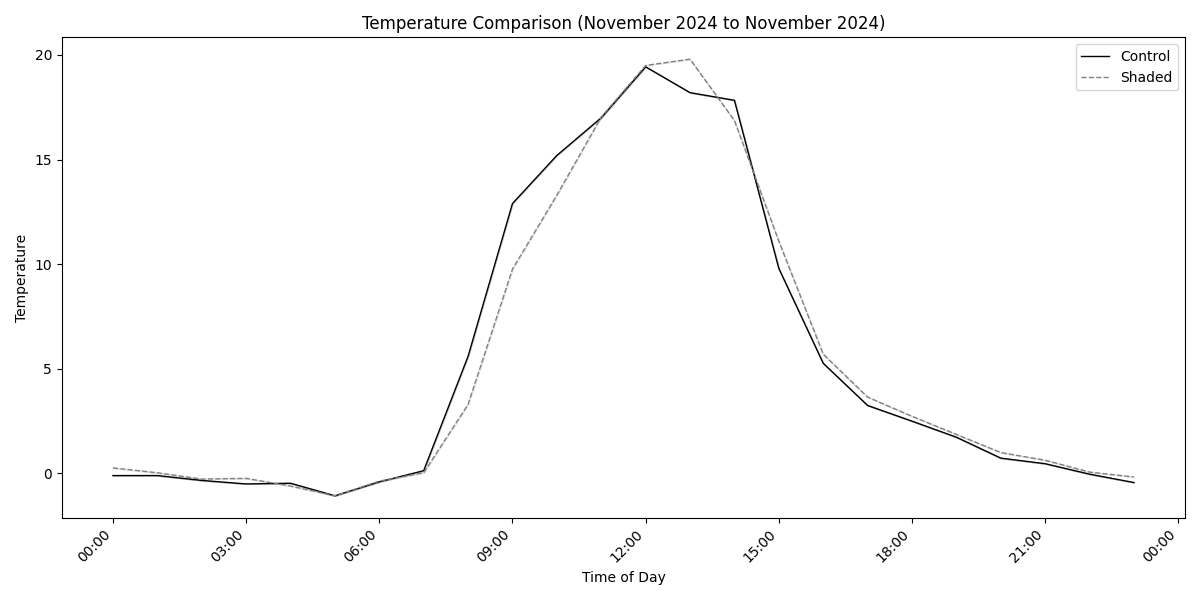 Temperature Comparison (November 2024 to November 2024)
Control
Shaded
20
15
10
5
0
Temperature
00:00
03:00
06:00
09:00
12:00
15:00
18:00
21:00
00:00
Time of Day